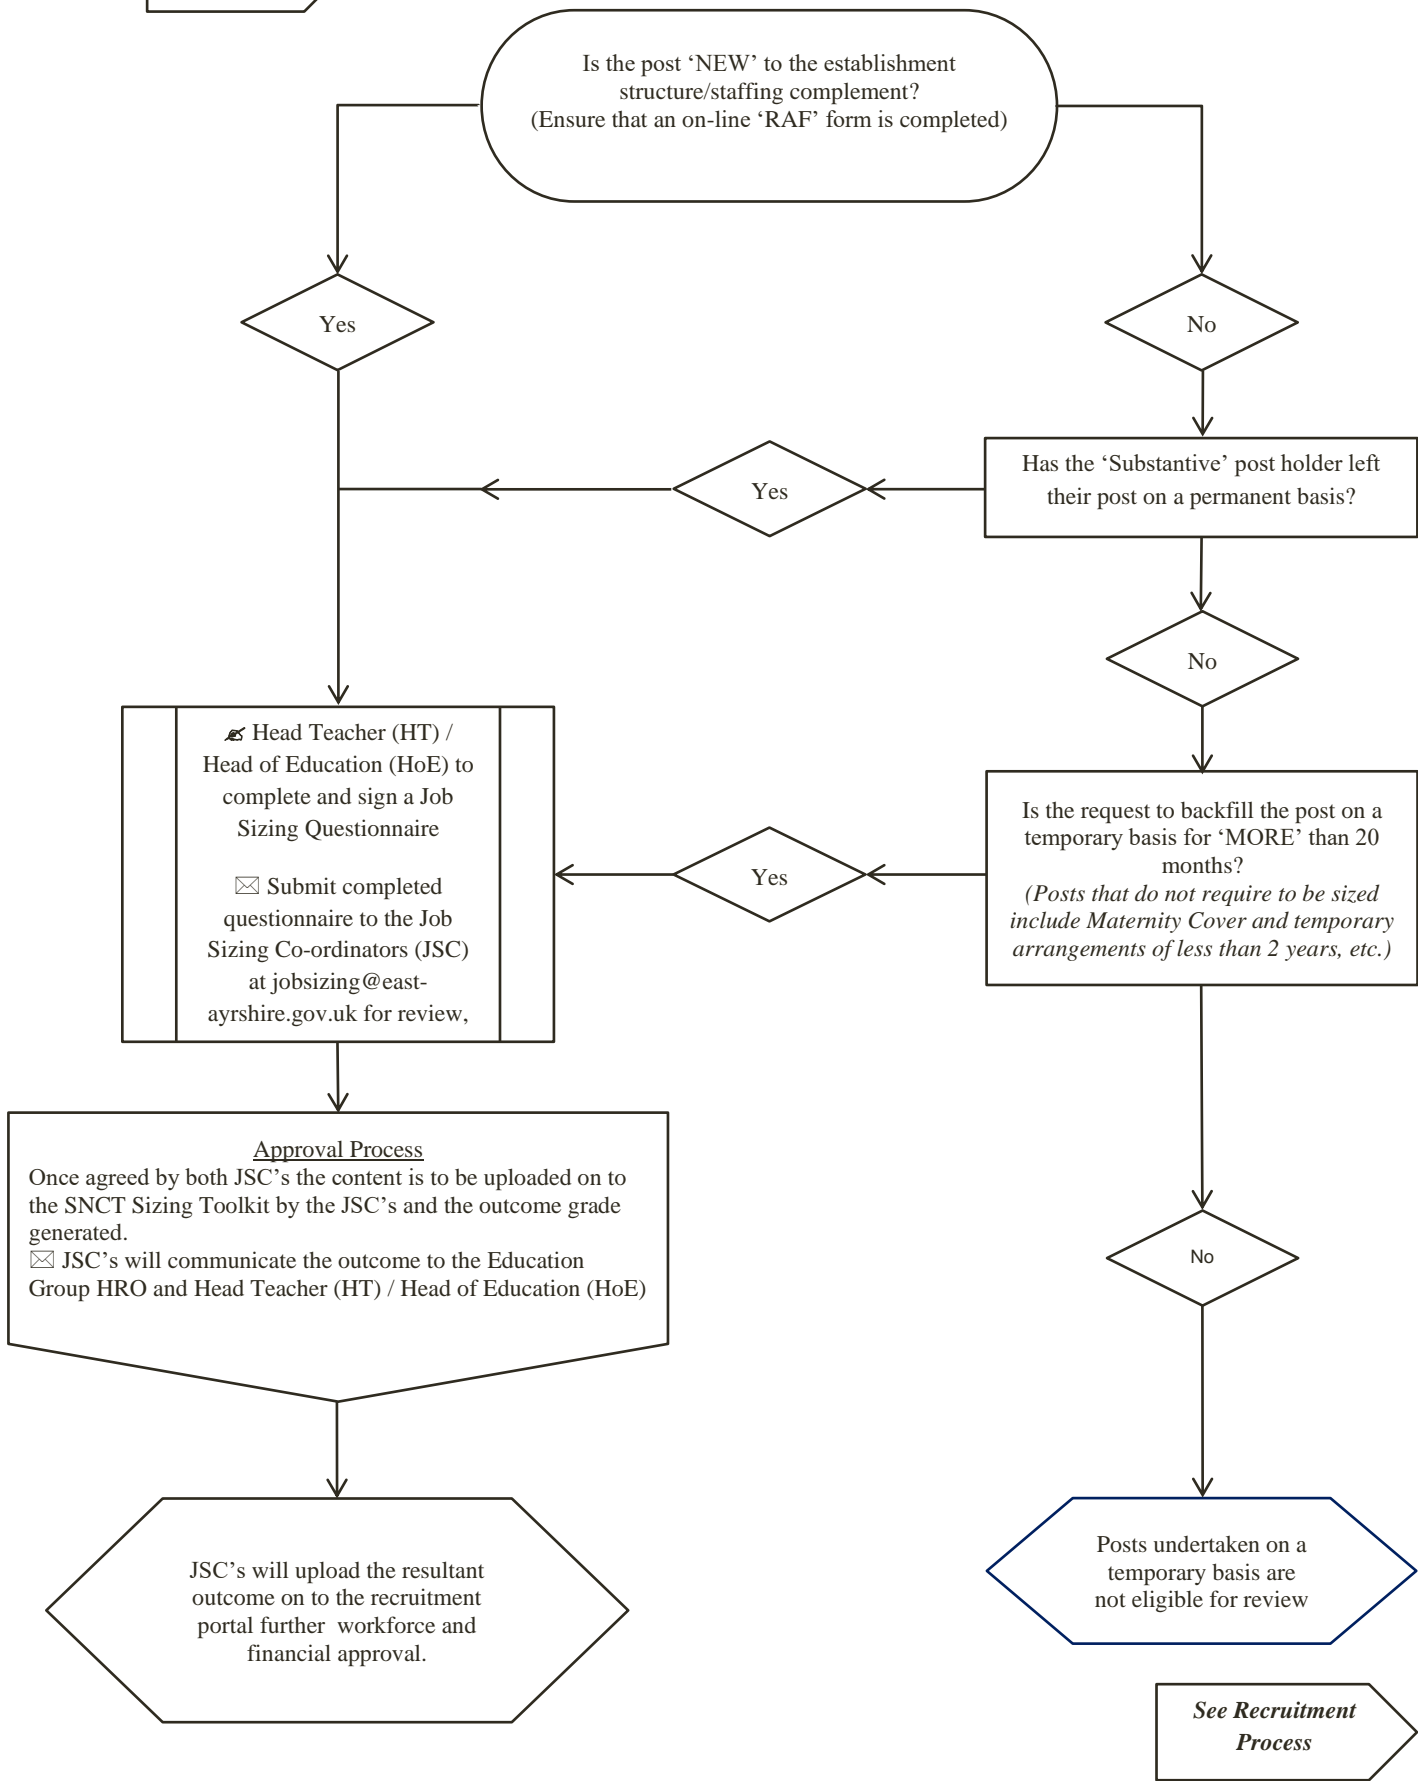 Is the post ‘NEW’ to the establishment
structure/staffing complement?
(Ensure that an on-line ‘RAF’ form is completed)
Yes
No
Has the ‘Substantive’ post holder left
their post on a permanent basis?
Yes
No
✍ Head Teacher (HT) /
Head of Education (HoE) to
complete and sign a Job
Sizing Questionnaire
✉ Submit completed
questionnaire to the Job
Sizing Co-ordinators (JSC)
at jobsizing@east-
ayrshire.gov.uk for review,
Yes
Is the request to backfill the post on a
temporary basis for ‘MORE’ than 20
months?
(Posts that do not require to be sized
include Maternity Cover and temporary
arrangements of less than 2 years, etc.)
Approval Process
Once agreed by both JSC’s the content is to be uploaded on to
the SNCT Sizing Toolkit by the JSC’s and the outcome grade
generated.
✉ JSC’s will communicate the outcome to the Education
Group HRO and Head Teacher (HT) / Head of Education (HoE)
No
JSC’s will upload the resultant
outcome on to the recruitment
portal further  workforce and
financial approval.
Posts undertaken on a
temporary basis are
not eligible for review
See Recruitment
Process